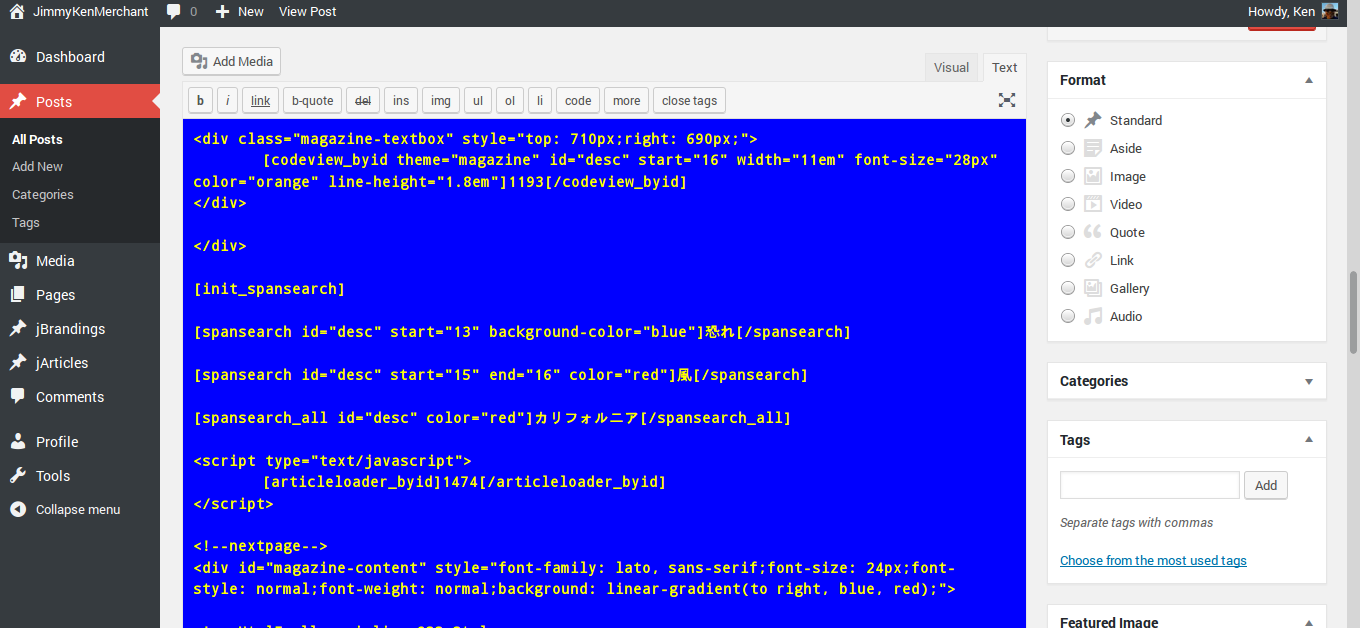 JimmyKenMerchant 0 New View Post Howdy, Ken
Dashboard
Posts
All Posts
Add New
Categories
Tags
Media
Pages
jBrandings
jArticles
Comments
Profile
Tools
Collapse menu
Add Media
Visual Text
b i link b-quote del ins img ul ol li code more close tags
<div class="magazine-textbox" style="top: 710px;right: 690px;">
[codeview_byid theme="magazine" id="desc" start="16" width="11em" font-size="28px"
color="orange" line-height="1.8em"]1193[/codeview_byid]
</div>
</div>
[init_spansearch]
[spansearch id="desc" start="13" background-color="blue"]恐れ[/spansearch]
[spansearch id="desc" start="15" end="16" color="red"]風[/spansearch]
[spansearch_all id="desc" color="red"]カリフォルニア[/spansearch_all]
<script type="text/javascript">
[articleloader_byid]1474[/articleloader_byid]
</script>
<!--nextpage-->
<div id="magazine-content" style="font-family: lato, sans-serif;font-size: 24px;font-
style: normal;font-weight: normal;background: linear-gradient(to right, blue, red);">
Format
Standard
Aside
Image
Video
Quote
Link
Gallery
Audio
Categories
Tags
Add
Separate tags with commas
Choose from the most used tags
Featured Image